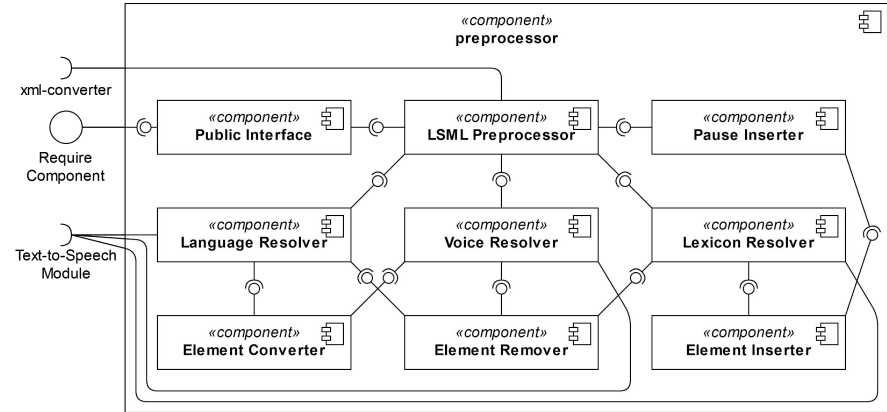 «component»
preprocessor
xml-converter
«component»
Public Interface
«component»
LSML Preprocessor
«component»
Pause Inserter
Require
Component
«component»
Language Resolver
«component»
Voice Resolver
«component»
Lexicon Resolver
Text-to-Speech
Module
«component»
Element Converter
«component»
Element Remover
«component»
Element Inserter